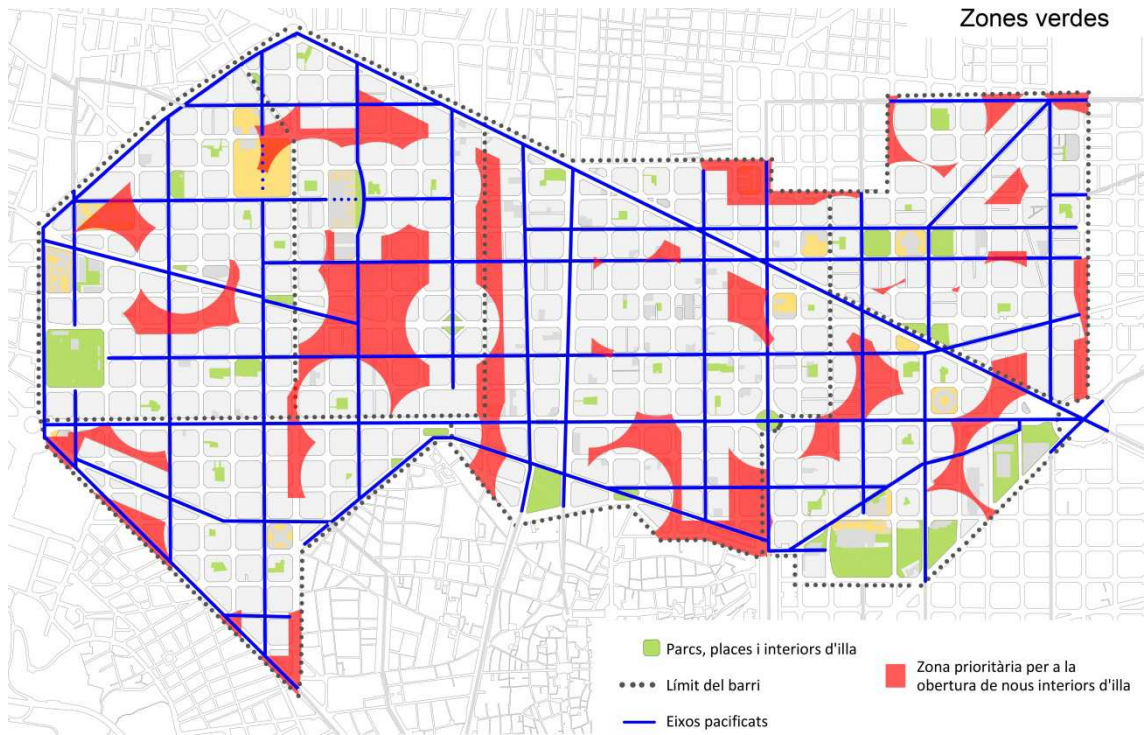 Zones verdes
Parcs, places i interiors d'illa
Límit del barri
Eixos pacificats
Zona prioritària per a la
obertura de nous interiors d'illa